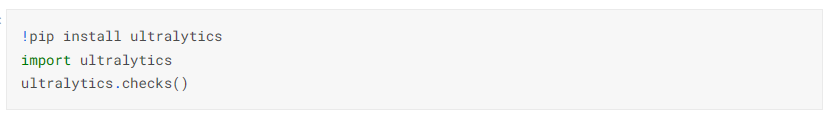 !pip install ultralytics
import ultralytics
ultralytics.checks()